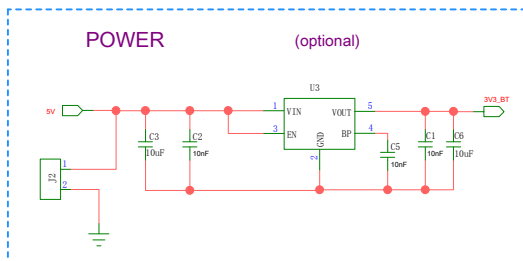 POWER
(optional)
U3
5V
1
VIN
VOUT
5
3V3_BT
3
EN
BP
4
GND
2
C3
10uF
C2
10nF
C5
10nF
C1
10nF
C6
10uF
J2
1
2